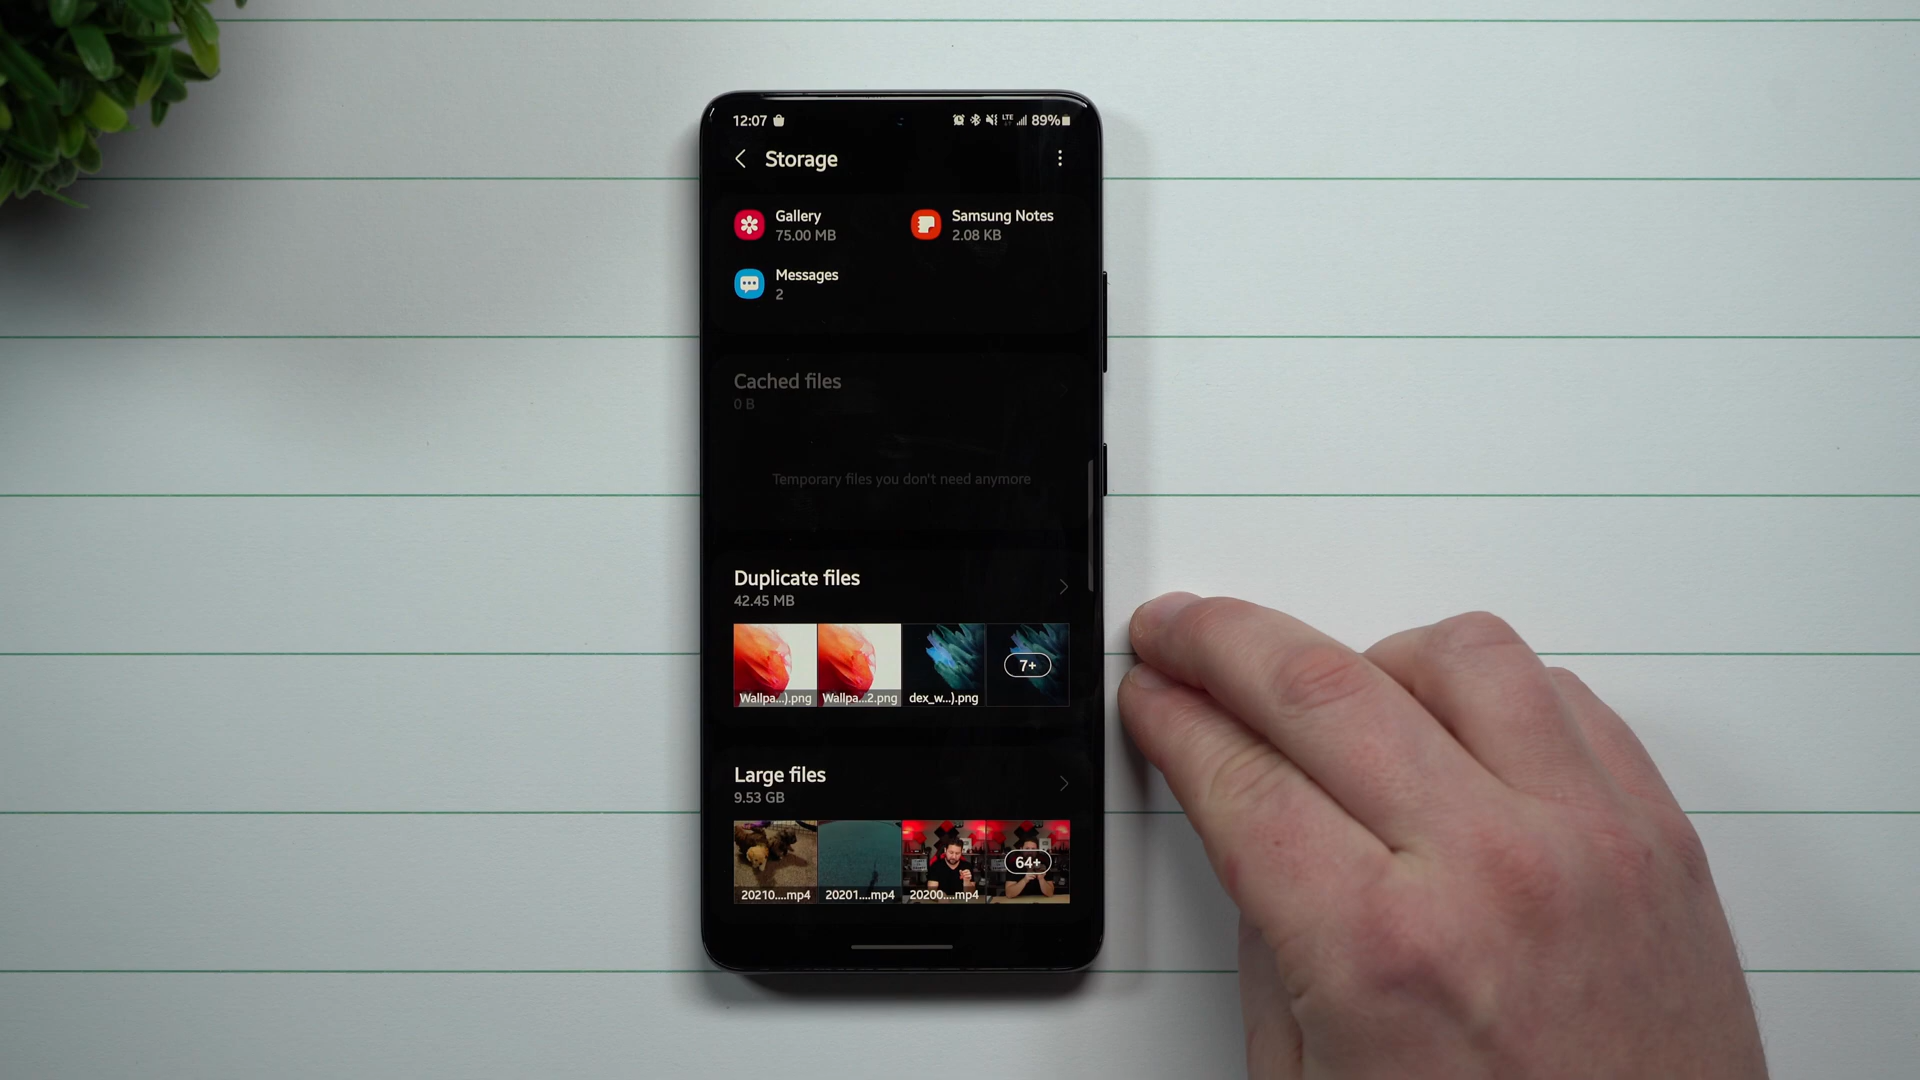 12:07
LTE
89%
Storage
Gallery
75.00 MB
Samsung Notes
2.08 KB
Messages
2
Cached files
0 B
Temporary files you don't need anymore
Duplicate files
42.45 MB
Wallpa...).png
Wallpa...2.png
dex_w...).png
7+
Large files
9.53 GB
20210....mp4
20201....mp4
20200....mp4
64+